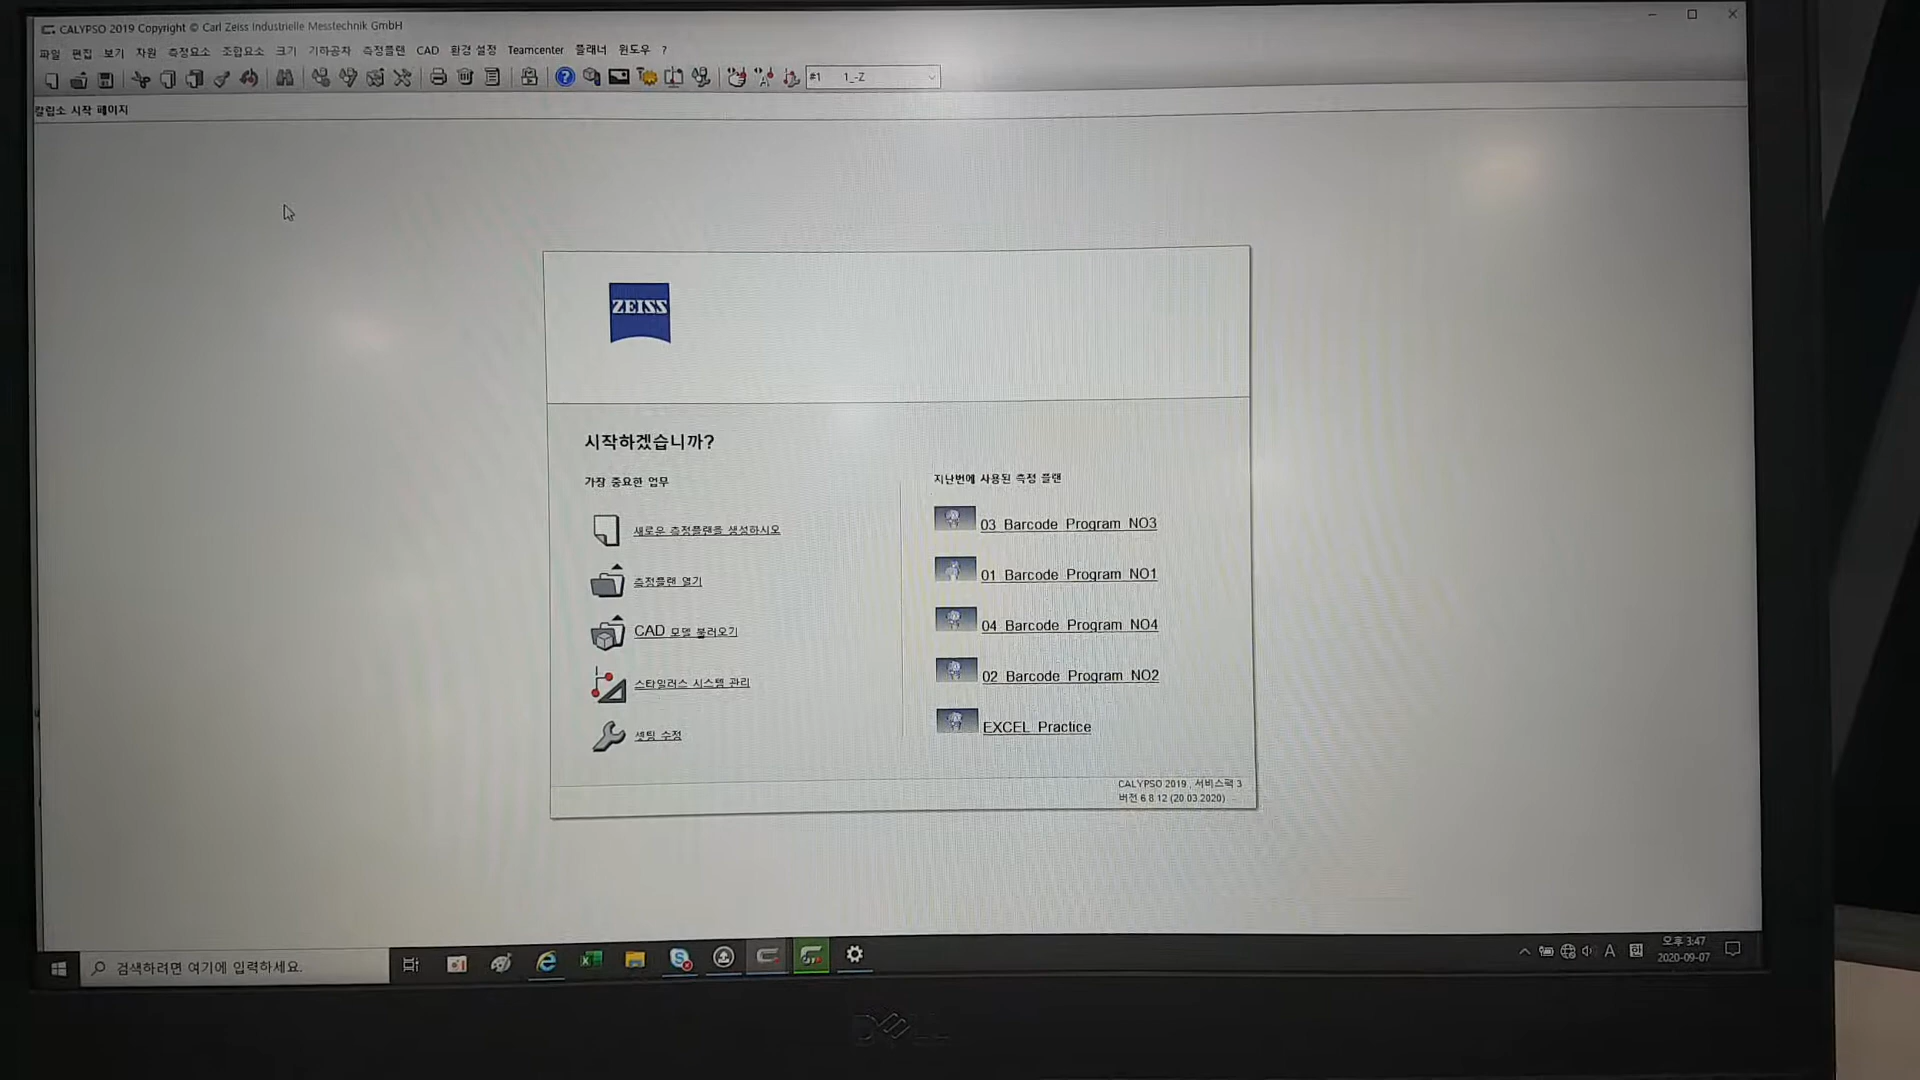 CALYPSO 2019 Copyright © Carl Zeiss Industrielle Messtechnik GmbH
파일 편집 보기 자원 측정요소 조합요소 크기 기하공차 측정플랜 CAD 환경 설정 Teamcenter 플래너 윈도우 ?
#1 1_-Z
칼립소 시작 페이지
ZEISS
시작하겠습니까?
가장 중요한 업무
새로운 측정플랜을 생성하시오
측정플랜 열기
CAD 모델 불러오기
스타일러스 시스템 관리
셋팅 수정
지난번에 사용된 측정 플랜
03_Barcode_Program_NO3
01_Barcode_Program_NO1
04_Barcode_Program_NO4
02_Barcode_Program_NO2
EXCEL_Practice
CALYPSO 2019 , 서비스팩 3
버전 6.8.12 (20.03.2020)
검색하려면 여기에 입력하세요.
A
오후 3:47
2020-09-07
DELL